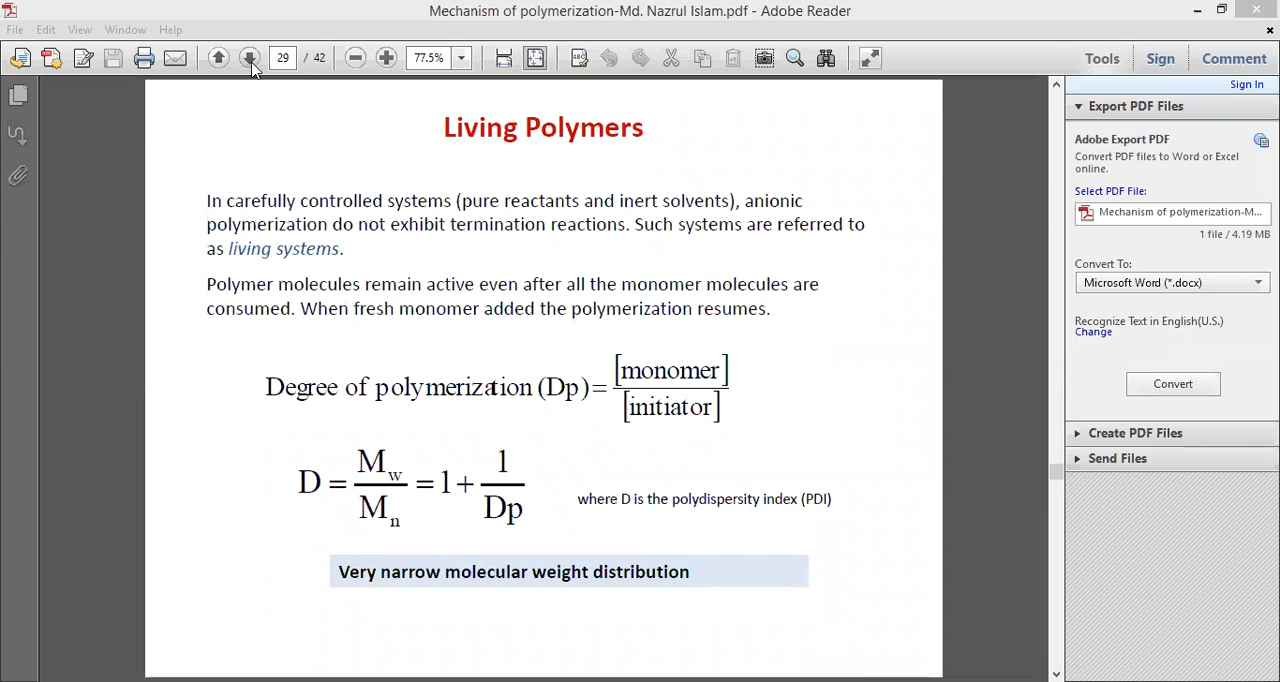 Mechanism of polymerization-Md. Nazrul Islam.pdf - Adobe Reader
File Edit View Window Help
29 / 42 77.5% Tools Sign Comment
Sign In
Export PDF Files
Adobe Export PDF
Convert PDF files to Word or Excel
online.
Select PDF File:
Mechanism of polymerization-M...
1 file / 4.19 MB
Convert To:
Microsoft Word (*.docx)
Recognize Text in English(U.S.)
Change
Convert
Create PDF Files
Send Files
Living Polymers
In carefully controlled systems (pure reactants and inert solvents), anionic
polymerization do not exhibit termination reactions. Such systems are referred to
as living systems.
Polymer molecules remain active even after all the monomer molecules are
consumed. When fresh monomer added the polymerization resumes.
Degree of polymerization (Dp) = [monomer] / [initiator]
D = Mw / Mn = 1 + 1 / Dp
where D is the polydispersity index (PDI)
Very narrow molecular weight distribution